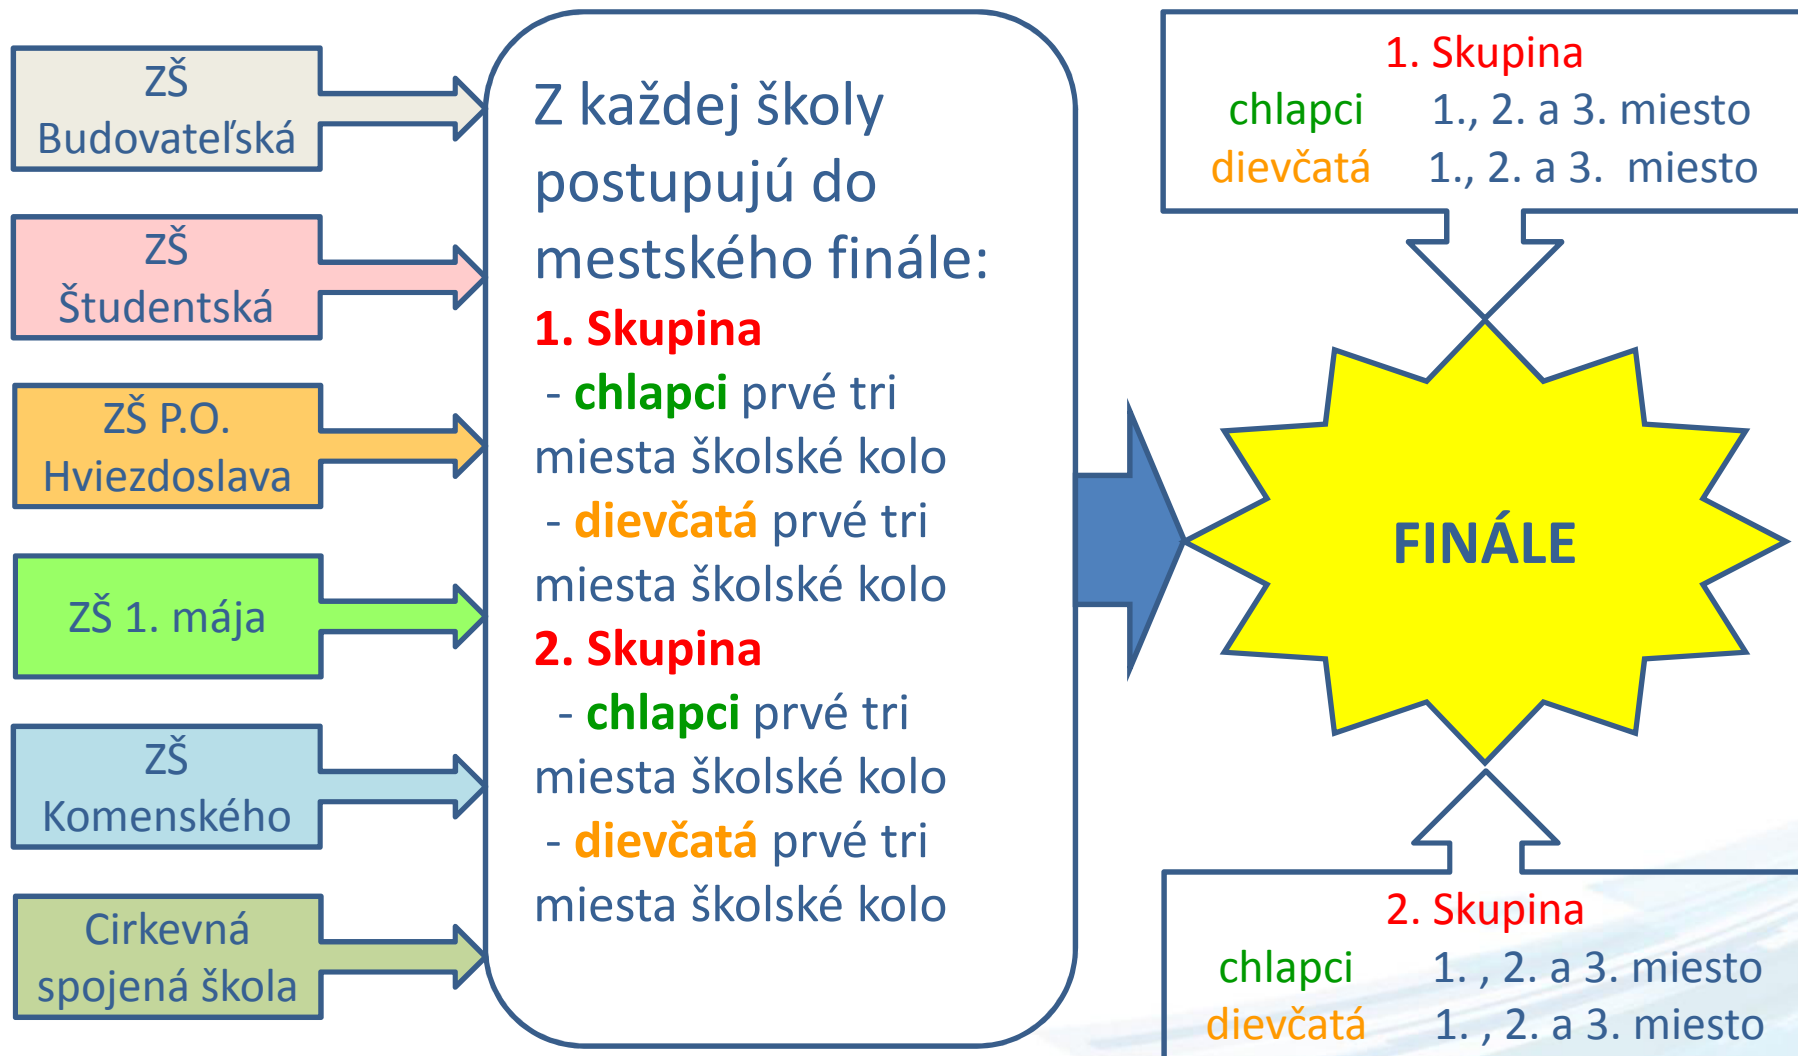 ZŠ
Budovateľská
ZŠ
Študentská
ZŠ P.O.
Hviezdoslava
ZŠ 1. mája
ZŠ
Komenského
Cirkevná
spojená škola
Z každej školy
postupujú do
mestského finále:
1. Skupina
- chlapci prvé tri
miesta školské kolo
- dievčatá prvé tri
miesta školské kolo
2. Skupina
- chlapci prvé tri
miesta školské kolo
- dievčatá prvé tri
miesta školské kolo
1. Skupina
chlapci 1., 2. a 3. miesto
dievčatá 1., 2. a 3. miesto
FINÁLE
2. Skupina
chlapci 1. , 2. a 3. miesto
dievčatá 1. , 2. a 3. miesto